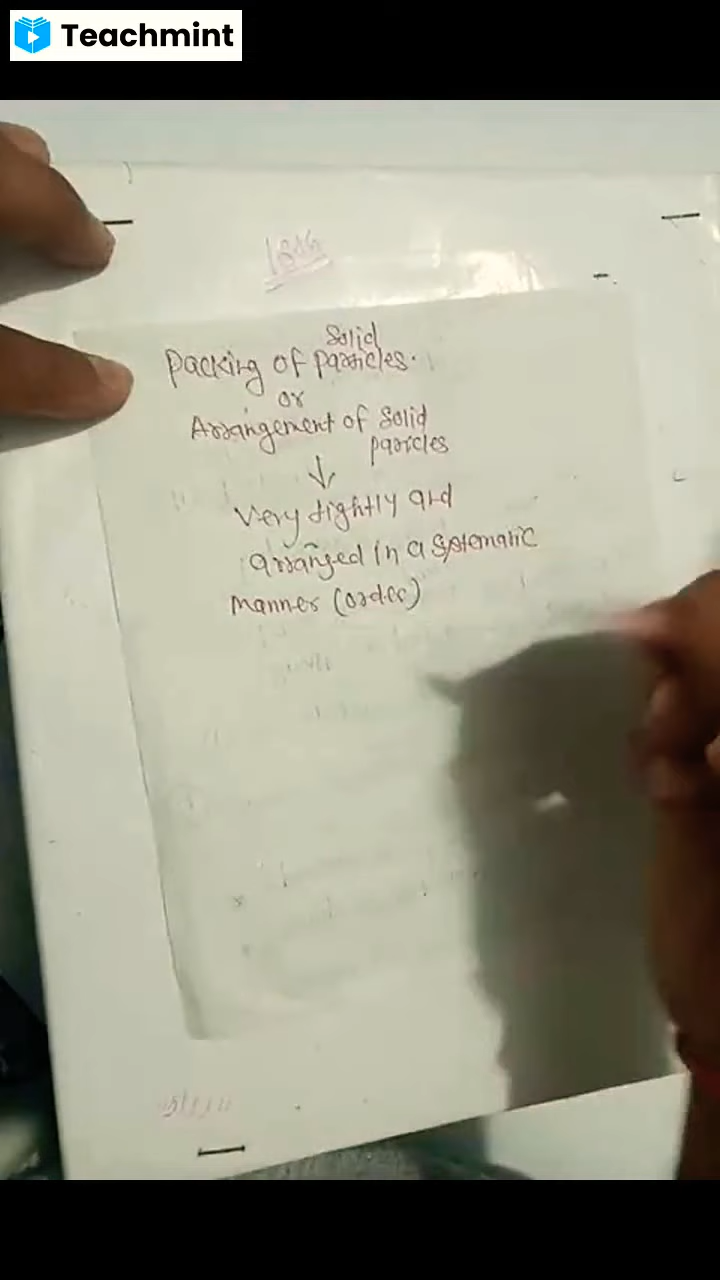 Teachmint
Solid
Packing of Particles.
or
Arrangement of Solid
particles
Very tightly and
arranged in a systematic
manner (order)